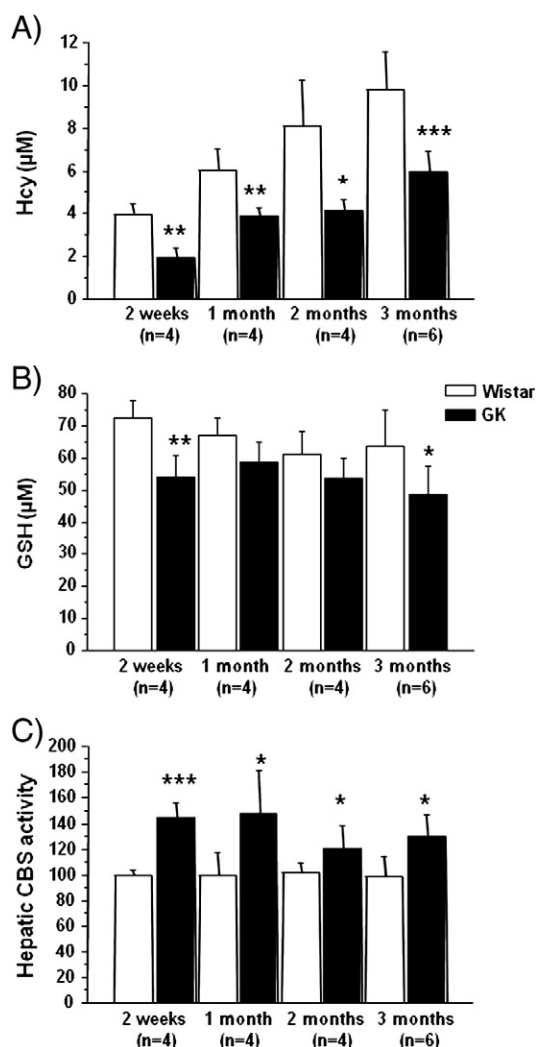 A)
12
10
8
6
4
2
0
Hcy (µM)
** ** * ***
2 weeks 1 month 2 months 3 months
(n=4) (n=4) (n=4) (n=6)
B)
80
70
60
50
40
30
20
10
0
GSH (µM)
Wistar
GK
** *
2 weeks 1 month 2 months 3 months
(n=4) (n=4) (n=4) (n=6)
C)
200
180
160
140
120
100
80
60
40
20
0
Hepatic CBS activity
*** * * *
2 weeks 1 month 2 months 3 months
(n=4) (n=4) (n=4) (n=6)